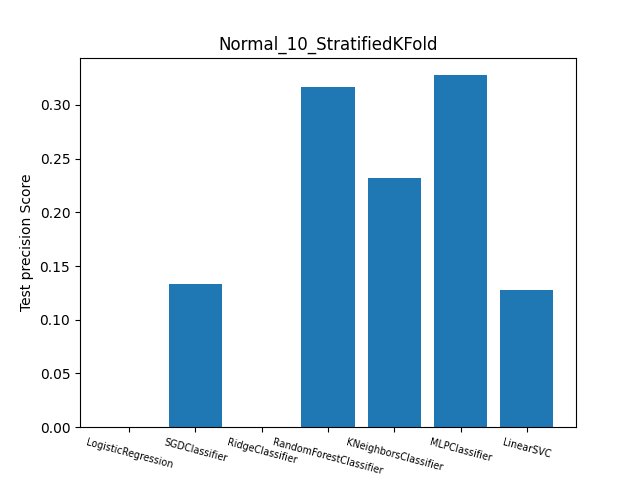 Normal_10_StratifiedKFold
Test precision Score
0.30
0.25
0.20
0.15
0.10
0.05
0.00
LogisticRegression
SGDClassifier
RidgeClassifier
RandomForestClassifier
KNeighborsClassifier
MLPClassifier
LinearSVC